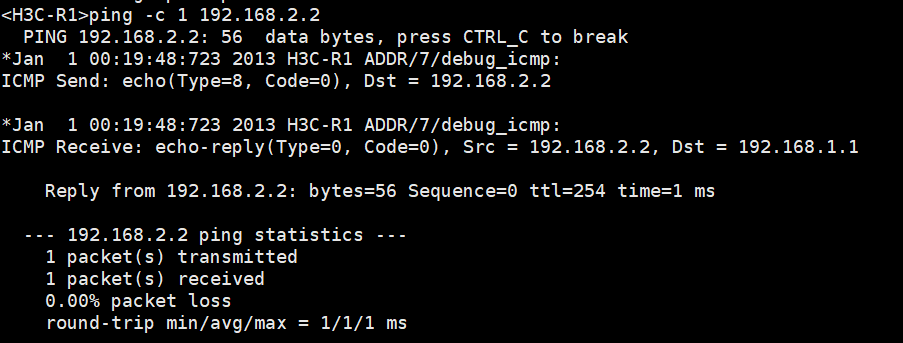 <H3C-R1>ping -c 1 192.168.2.2
PING 192.168.2.2: 56  data bytes, press CTRL_C to break
*Jan  1 00:19:48:723 2013 H3C-R1 ADDR/7/debug_icmp:
ICMP Send: echo(Type=8, Code=0), Dst = 192.168.2.2
*Jan  1 00:19:48:723 2013 H3C-R1 ADDR/7/debug_icmp:
ICMP Receive: echo-reply(Type=0, Code=0), Src = 192.168.2.2, Dst = 192.168.1.1
Reply from 192.168.2.2: bytes=56 Sequence=0 ttl=254 time=1 ms
--- 192.168.2.2 ping statistics ---
1 packet(s) transmitted
1 packet(s) received
0.00% packet loss
round-trip min/avg/max = 1/1/1 ms